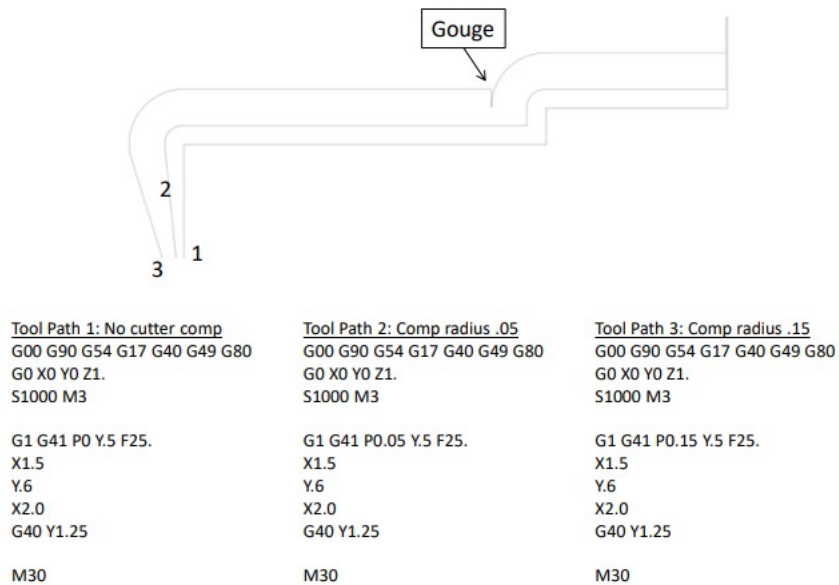 Gouge
2
1
3
Tool Path 1: No cutter comp
G00 G90 G54 G17 G40 G49 G80
G0 X0 Y0 Z1.
S1000 M3
G1 G41 P0 Y.5 F25.
X1.5
Y.6
X2.0
G40 Y1.25
M30
Tool Path 2: Comp radius .05
G00 G90 G54 G17 G40 G49 G80
G0 X0 Y0 Z1.
S1000 M3
G1 G41 P0.05 Y.5 F25.
X1.5
Y.6
X2.0
G40 Y1.25
M30
Tool Path 3: Comp radius .15
G00 G90 G54 G17 G40 G49 G80
G0 X0 Y0 Z1.
S1000 M3
G1 G41 P0.15 Y.5 F25.
X1.5
Y.6
X2.0
G40 Y1.25
M30